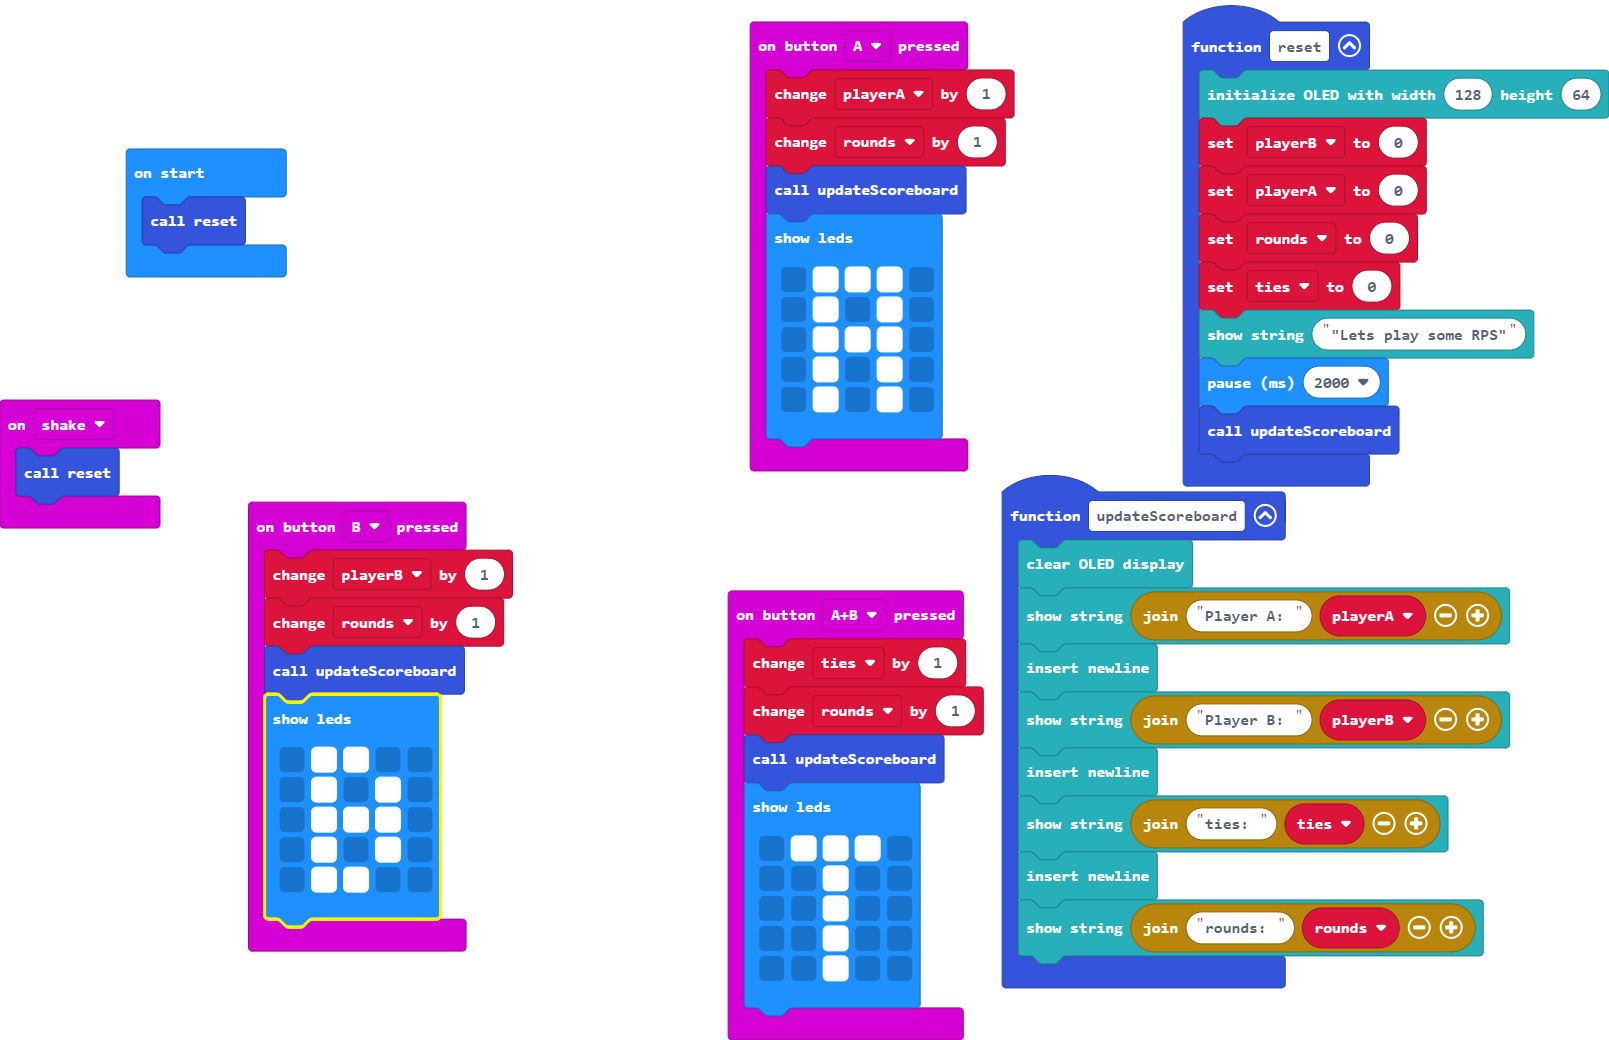 on start
call reset
on shake
call reset
on button B pressed
change playerB by 1
change rounds by 1
call updateScoreboard
show leds
on button A pressed
change playerA by 1
change rounds by 1
call updateScoreboard
show leds
on button A+B pressed
change ties by 1
change rounds by 1
call updateScoreboard
show leds
function reset
initialize OLED with width 128 height 64
set playerB to 0
set playerA to 0
set rounds to 0
set ties to 0
show string ""Lets play some RPS""
pause (ms) 2000
call updateScoreboard
function updateScoreboard
clear OLED display
show string join "Player A: " playerA
insert newline
show string join "Player B: " playerB
insert newline
show string join "ties: " ties
insert newline
show string join "rounds: " rounds